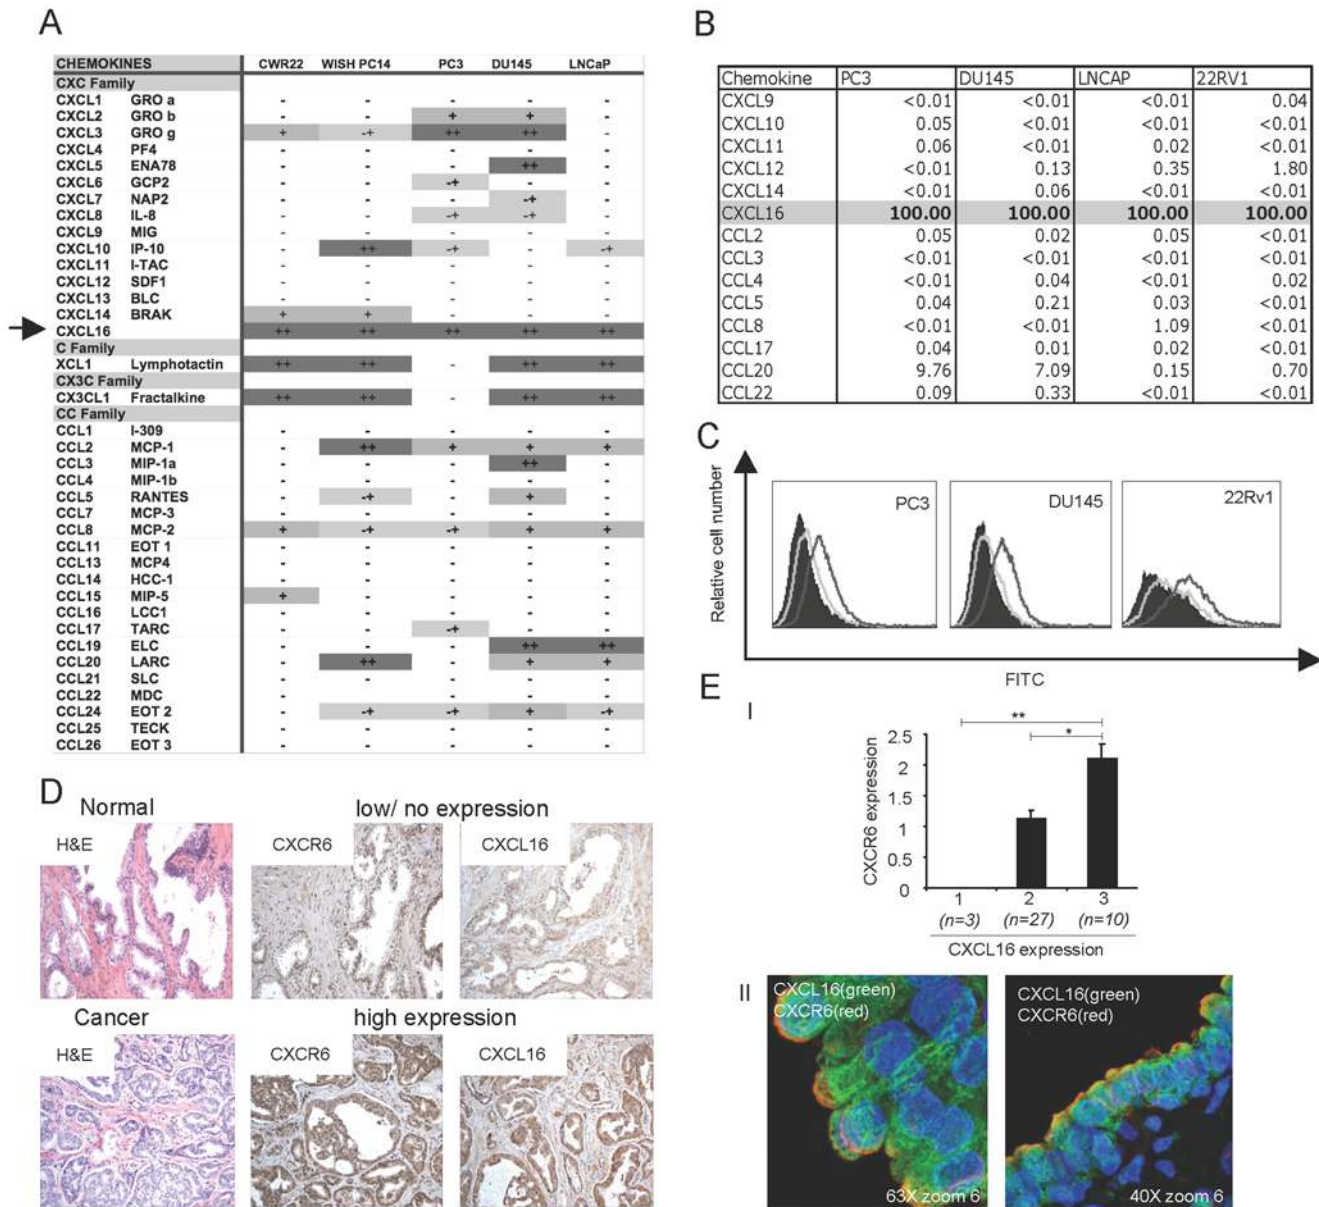 A
CHEMOKINES CWR22 WISH PC14 PC3 DU145 LNCaP
CXC Family
CXCL1 GRO a - - - - -
CXCL2 GRO b - - + + -
CXCL3 GRO g + -+ ++ ++ -
CXCL4 PF4 - - - - -
CXCL5 ENA78 - - - ++ -
CXCL6 GCP2 - - -+ - -
CXCL7 NAP2 - - - -+ -
CXCL8 IL-8 - - -+ -+ -
CXCL9 MIG - - - - -
CXCL10 IP-10 - ++ -+ - -+
CXCL11 I-TAC - - - - -
CXCL12 SDF1 - - - - -
CXCL13 BLC - - - - -
CXCL14 BRAK + + - - -
CXCL16 ++ ++ ++ ++ ++
C Family
XCL1 Lymphotactin ++ ++ - ++ ++
CX3C Family
CX3CL1 Fractalkine ++ ++ - ++ ++
CC Family
CCL1 I-309 - - - - -
CCL2 MCP-1 - ++ + + +
CCL3 MIP-1a - - - ++ -
CCL4 MIP-1b - - - - -
CCL5 RANTES - -+ - + -
CCL7 MCP-3 - - - - -
CCL8 MCP-2 + -+ -+ + +
CCL11 EOT 1 - - - - -
CCL13 MCP4 - - - - -
CCL14 HCC-1 - - - - -
CCL15 MIP-5 + - - - -
CCL16 LCC1 - - - - -
CCL17 TARC - - -+ - -
CCL19 ELC - - - ++ ++
CCL20 LARC - ++ - + +
CCL21 SLC - - - - -
CCL22 MDC - - - - -
CCL24 EOT 2 - -+ -+ + -+
CCL25 TECK - - - - -
CCL26 EOT 3 - - - - -
B
Chemokine PC3 DU145 LNCAP 22RV1
CXCL9 <0.01 <0.01 <0.01 0.04
CXCL10 0.05 <0.01 <0.01 <0.01
CXCL11 0.06 <0.01 0.02 <0.01
CXCL12 <0.01 0.13 0.35 1.80
CXCL14 <0.01 0.06 <0.01 <0.01
CXCL16 100.00 100.00 100.00 100.00
CCL2 0.05 0.02 0.05 <0.01
CCL3 <0.01 <0.01 <0.01 <0.01
CCL4 <0.01 0.04 <0.01 0.02
CCL5 0.04 0.21 0.03 <0.01
CCL8 <0.01 <0.01 1.09 <0.01
CCL17 0.04 0.01 0.02 <0.01
CCL20 9.76 7.09 0.15 0.70
CCL22 0.09 0.33 <0.01 <0.01
C
Relative cell number
PC3
DU145
22Rv1
FITC
D
Normal
low/ no expression
H&E
CXCR6
CXCL16
Cancer
high expression
H&E
CXCR6
CXCL16
E
I
** 
*
CXCR6 expression
2.5
2
1.5
1
0.5
0
1 2 3
(n=3) (n=27) (n=10)
CXCL16 expression
II
CXCL16(green)
CXCR6(red)
63X zoom 6
CXCL16(green)
CXCR6(red)
40X zoom 6